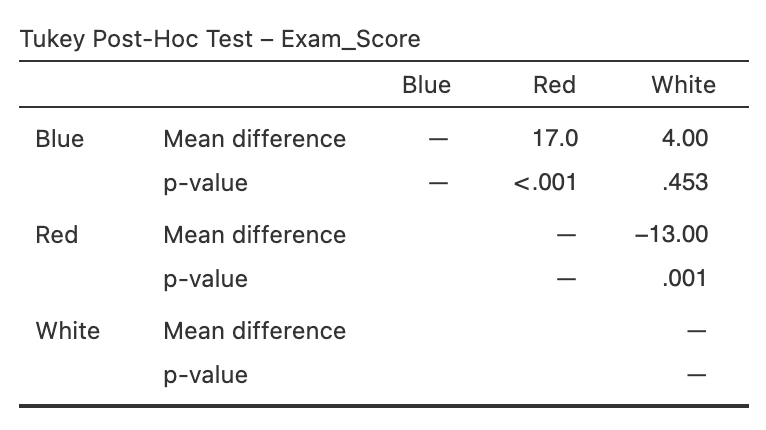 Tukey Post-Hoc Test – Exam_Score
Blue Red White
Blue Mean difference — 17.0 4.00
p-value — <.001 .453
Red Mean difference — –13.00
p-value — .001
White Mean difference —
p-value —